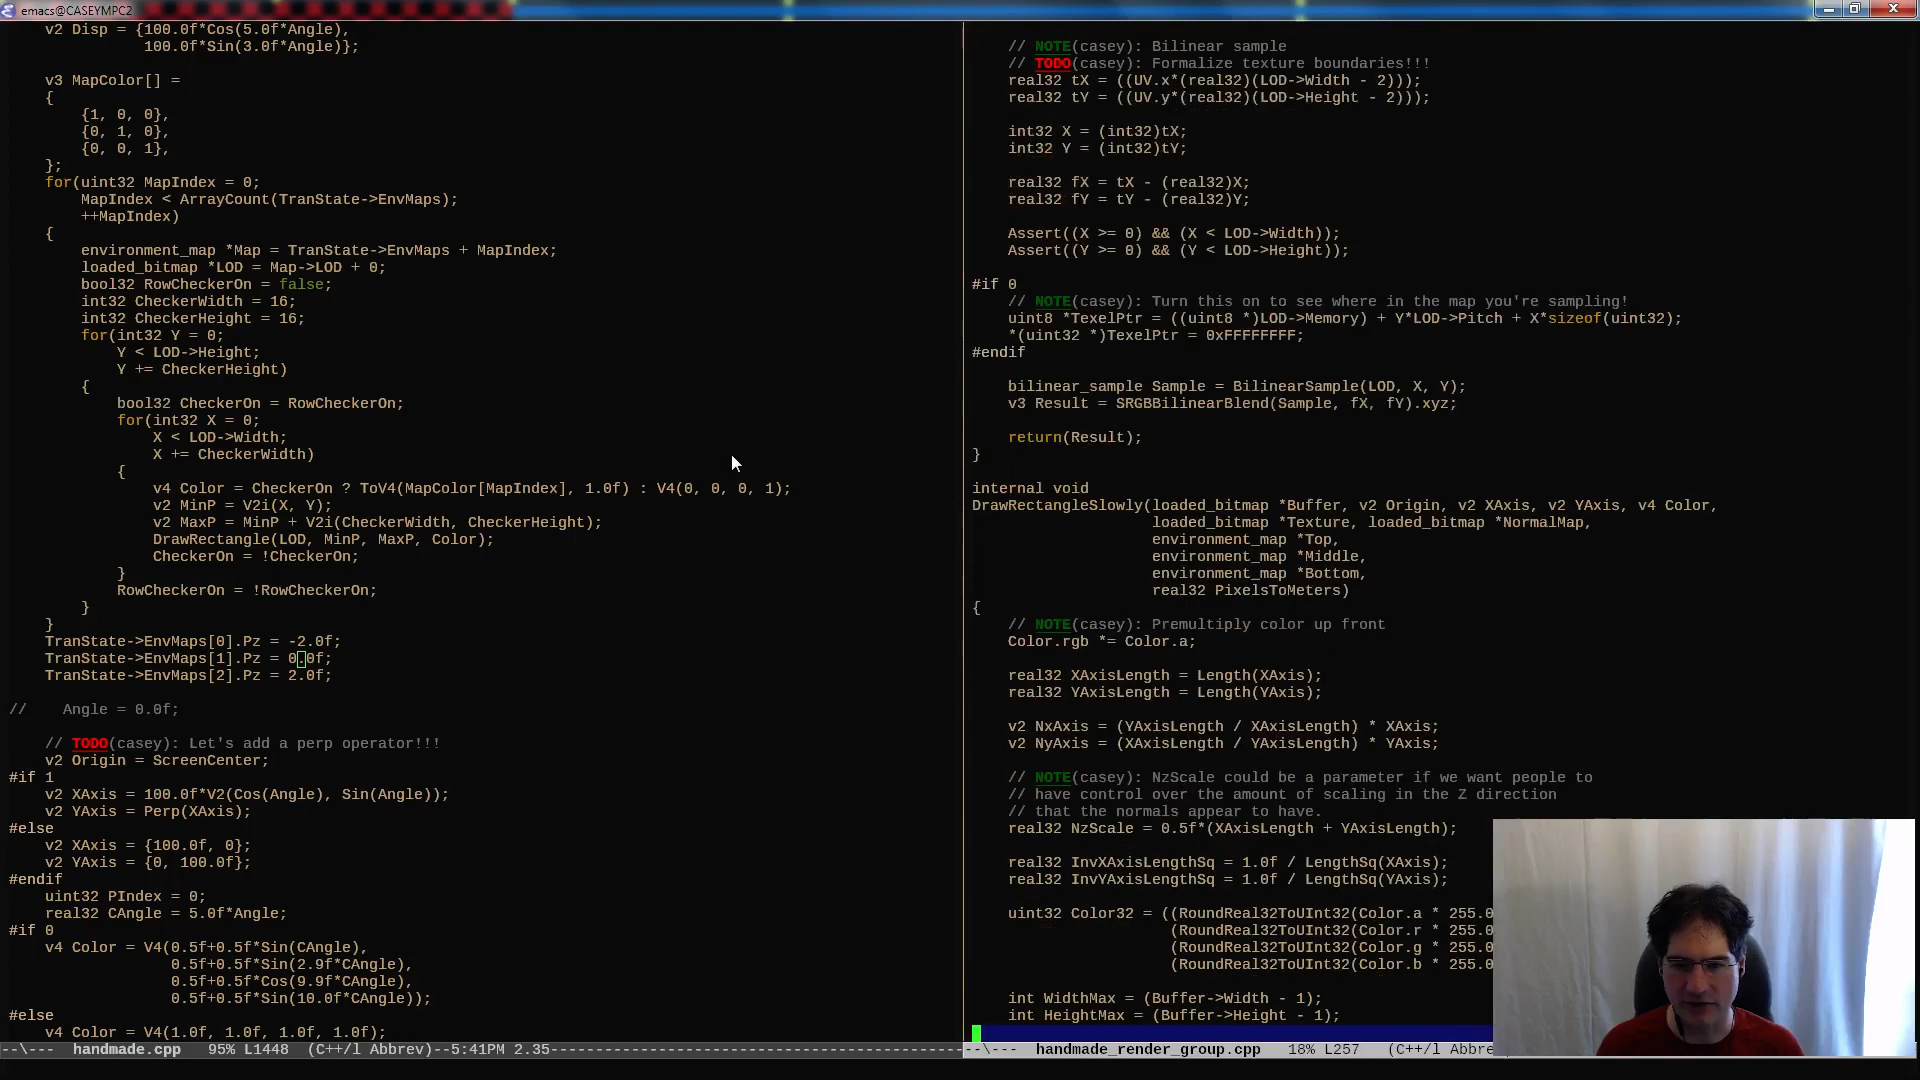 emacs@CASEYMPC2
    v2 Disp = {100.0f*Cos(5.0f*Angle),
               100.0f*Sin(3.0f*Angle)};
    v3 MapColor[] =
    {
        {1, 0, 0},
        {0, 1, 0},
        {0, 0, 1},
    };
    for(uint32 MapIndex = 0;
        MapIndex < ArrayCount(TranState->EnvMaps);
        ++MapIndex)
    {
        environment_map *Map = TranState->EnvMaps + MapIndex;
        loaded_bitmap *LOD = Map->LOD + 0;
        bool32 RowCheckerOn = false;
        int32 CheckerWidth = 16;
        int32 CheckerHeight = 16;
        for(int32 Y = 0;
            Y < LOD->Height;
            Y += CheckerHeight)
        {
            bool32 CheckerOn = RowCheckerOn;
            for(int32 X = 0;
                X < LOD->Width;
                X += CheckerWidth)
            {
                v4 Color = CheckerOn ? ToV4(MapColor[MapIndex], 1.0f) : V4(0, 0, 0, 1);
                v2 MinP = V2i(X, Y);
                v2 MaxP = MinP + V2i(CheckerWidth, CheckerHeight);
                DrawRectangle(LOD, MinP, MaxP, Color);
                CheckerOn = !CheckerOn;
            }
            RowCheckerOn = !RowCheckerOn;
        }
    }
    TranState->EnvMaps[0].Pz = -2.0f;
    TranState->EnvMaps[1].Pz = 0.0f;
    TranState->EnvMaps[2].Pz = 2.0f;
//    Angle = 0.0f;
    // TODO(casey): Let's add a perp operator!!!
    v2 Origin = ScreenCenter;
#if 1
    v2 XAxis = 100.0f*V2(Cos(Angle), Sin(Angle));
    v2 YAxis = Perp(XAxis);
#else
    v2 XAxis = {100.0f, 0};
    v2 YAxis = {0, 100.0f};
#endif
    uint32 PIndex = 0;
    real32 CAngle = 5.0f*Angle;
#if 0
    v4 Color = V4(0.5f+0.5f*Sin(CAngle),
                  0.5f+0.5f*Sin(2.9f*CAngle),
                  0.5f+0.5f*Cos(9.9f*CAngle),
                  0.5f+0.5f*Sin(10.0f*CAngle));
#else
    v4 Color = V4(1.0f, 1.0f, 1.0f, 1.0f);
--\---  handmade.cpp   95% L1448  (C++/l Abbrev)--5:41PM 2.35----------------------------------------------
    // NOTE(casey): Bilinear sample
    // TODO(casey): Formalize texture boundaries!!!
    real32 tX = ((UV.x*(real32)(LOD->Width - 2)));
    real32 tY = ((UV.y*(real32)(LOD->Height - 2)));
    int32 X = (int32)tX;
    int32 Y = (int32)tY;
    real32 fX = tX - (real32)X;
    real32 fY = tY - (real32)Y;
    Assert((X >= 0) && (X < LOD->Width));
    Assert((Y >= 0) && (Y < LOD->Height));
#if 0
    // NOTE(casey): Turn this on to see where in the map you're sampling!
    uint8 *TexelPtr = ((uint8 *)LOD->Memory) + Y*LOD->Pitch + X*sizeof(uint32);
    *(uint32 *)TexelPtr = 0xFFFFFFFF;
#endif
    bilinear_sample Sample = BilinearSample(LOD, X, Y);
    v3 Result = SRGBBilinearBlend(Sample, fX, fY).xyz;
    return(Result);
}
internal void
DrawRectangleSlowly(loaded_bitmap *Buffer, v2 Origin, v2 XAxis, v2 YAxis, v4 Color,
                    loaded_bitmap *Texture, loaded_bitmap *NormalMap,
                    environment_map *Top,
                    environment_map *Middle,
                    environment_map *Bottom,
                    real32 PixelsToMeters)
{
    // NOTE(casey): Premultiply color up front
    Color.rgb *= Color.a;
    real32 XAxisLength = Length(XAxis);
    real32 YAxisLength = Length(YAxis);
    v2 NxAxis = (YAxisLength / XAxisLength) * XAxis;
    v2 NyAxis = (XAxisLength / YAxisLength) * YAxis;
    // NOTE(casey): NzScale could be a parameter if we want people to
    // have control over the amount of scaling in the Z direction
    // that the normals appear to have.
    real32 NzScale = 0.5f*(XAxisLength + YAxisLength);
    real32 InvXAxisLengthSq = 1.0f / LengthSq(XAxis);
    real32 InvYAxisLengthSq = 1.0f / LengthSq(YAxis);
    uint32 Color32 = ((RoundReal32ToUInt32(Color.a * 255.0
                      (RoundReal32ToUInt32(Color.r * 255.0
                      (RoundReal32ToUInt32(Color.g * 255.0
                      (RoundReal32ToUInt32(Color.b * 255.0
    int WidthMax = (Buffer->Width - 1);
    int HeightMax = (Buffer->Height - 1);
--\---  handmade_render_group.cpp   18% L257   (C++/l Abbre